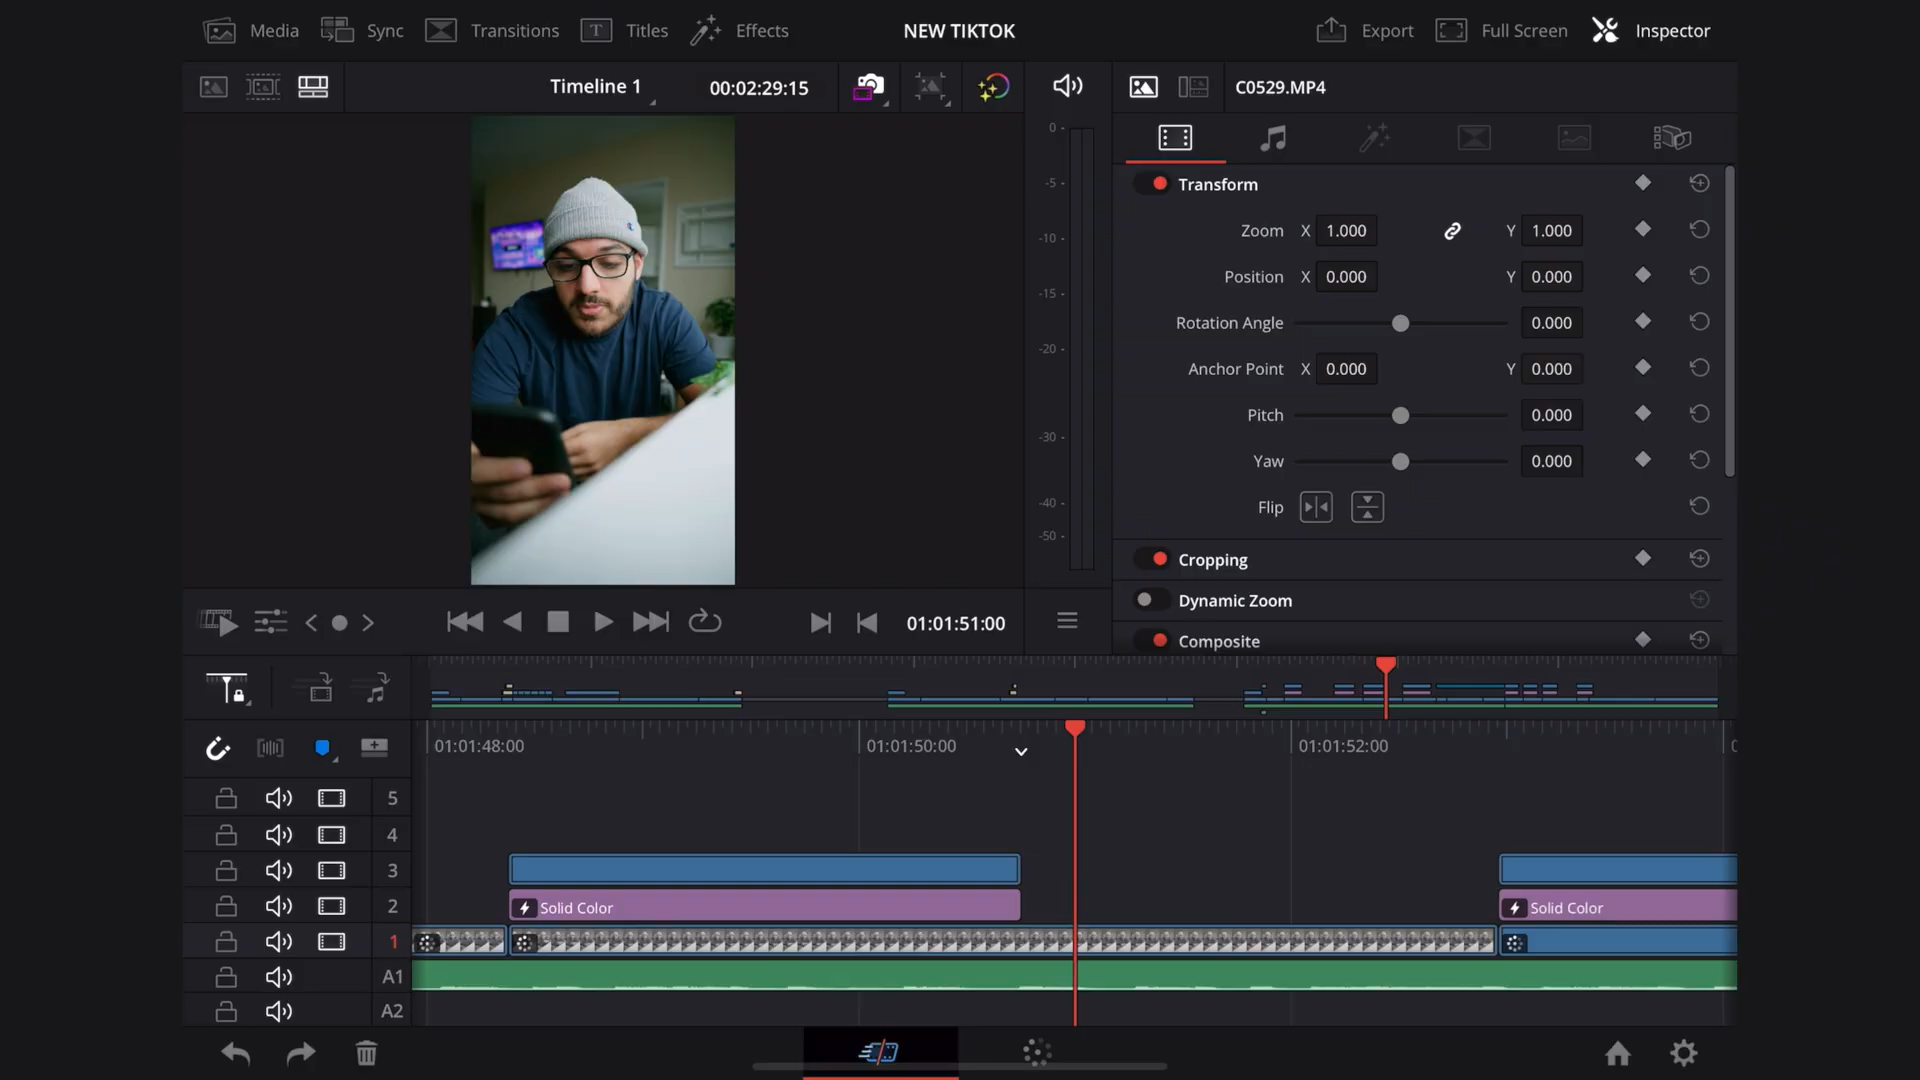 Media
Sync
Transitions
Titles
Effects
NEW TIKTOK
Export
Full Screen
Inspector
Timeline 1
00:02:29:15
C0529.MP4
0
-5
-10
-15
-20
-30
-40
-50
Transform
Zoom X 1.000 Y 1.000
Position X 0.000 Y 0.000
Rotation Angle 0.000
Anchor Point X 0.000 Y 0.000
Pitch 0.000
Yaw 0.000
Flip
Cropping
Dynamic Zoom
Composite
01:01:51:00
01:01:48:00
01:01:50:00
01:01:52:00
5
4
3
2
Solid Color
Solid Color
1
A1
A2